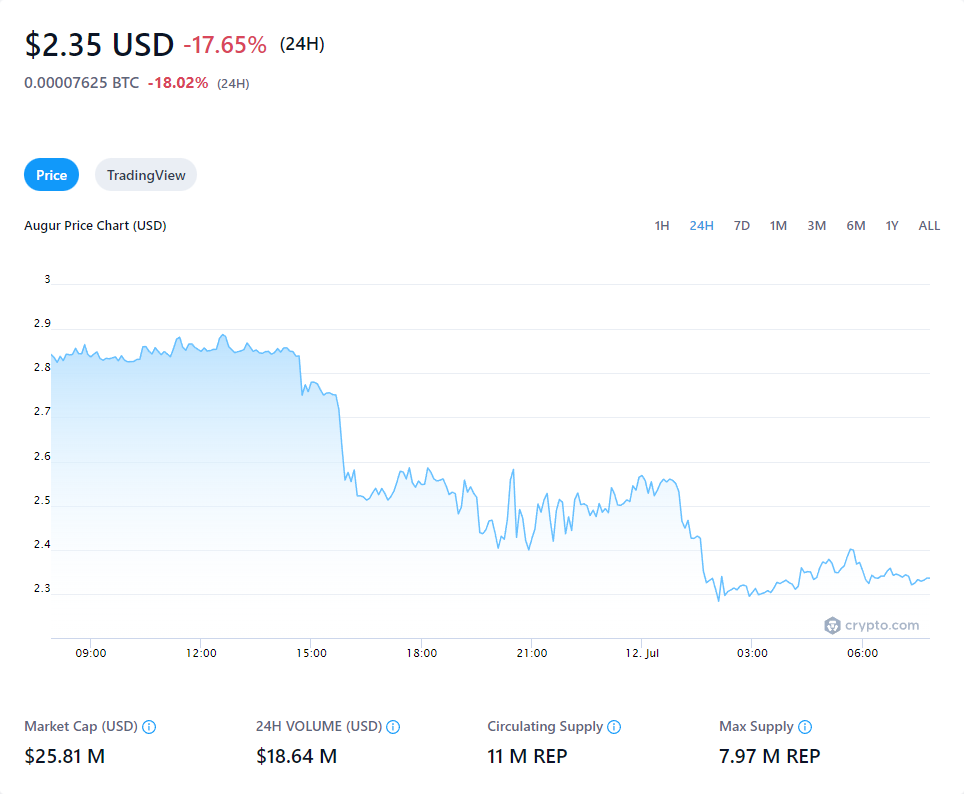 $2.35 USD -17.65% (24H)
0.00007625 BTC -18.02% (24H)
Price TradingView
Augur Price Chart (USD) 1H 24H 7D 1M 3M 6M 1Y ALL
3
2.9
2.8
2.7
2.6
2.5
2.4
2.3
crypto.com
09:00 12:00 15:00 18:00 21:00 12. Jul 03:00 06:00
Market Cap (USD) 24H VOLUME (USD) Circulating Supply Max Supply
$25.81 M $18.64 M 11 M REP 7.97 M REP